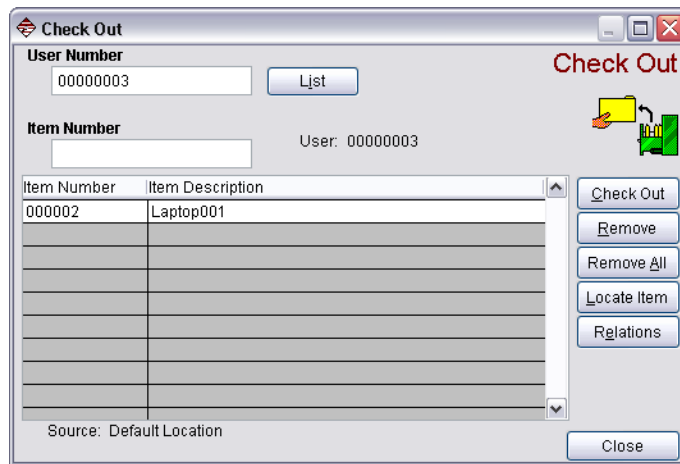 Check Out
User Number
00000003
List
Check Out
Item Number
User: 00000003
Item Number Item Description
000002 Laptop001
Check Out
Remove
Remove All
Locate Item
Relations
Source: Default Location
Close